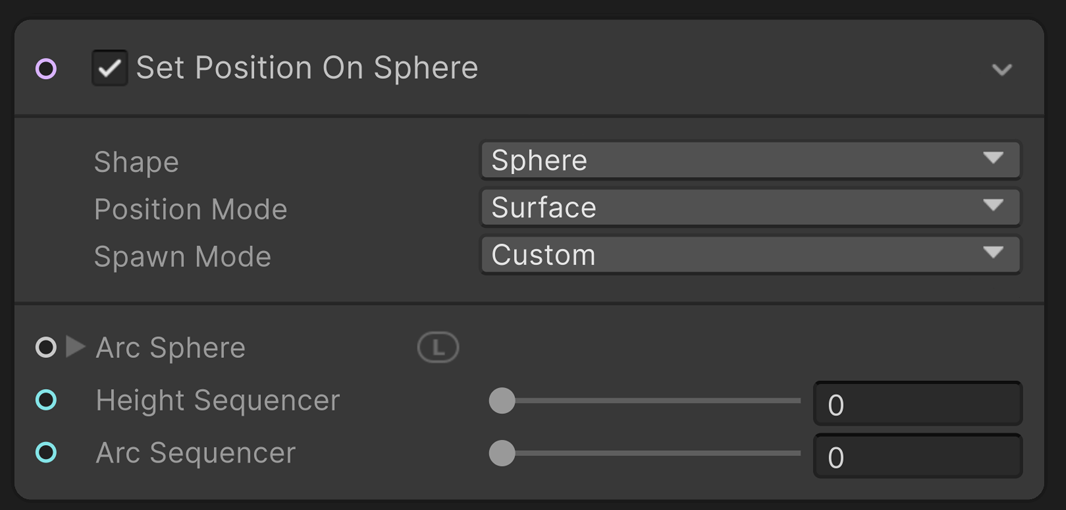 Set Position On Sphere
Shape Sphere
Position Mode Surface
Spawn Mode Custom
Arc Sphere L
Height Sequencer 0
Arc Sequencer 0